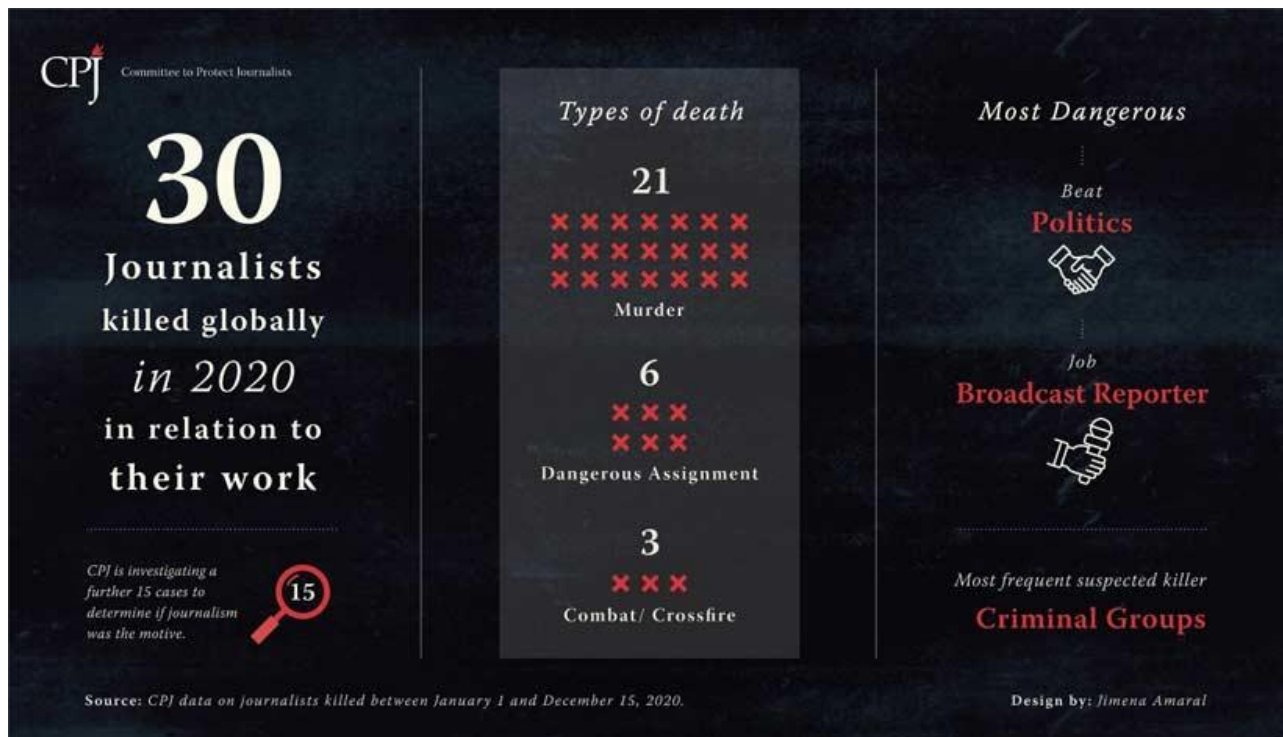 CPJ
Committee to Protect Journalists
30
Journalists
killed globally
in 2020
in relation to
their work
CPJ is investigating a
further 15 cases to
determine if journalism
was the motive.
15
Types of death
21
Murder
6
Dangerous Assignment
3
Combat/ Crossfire
Most Dangerous
Beat
Politics
Job
Broadcast Reporter
Most frequent suspected killer
Criminal Groups
Source: CPJ data on journalists killed between January 1 and December 15, 2020.
Design by: Jimena Amaral